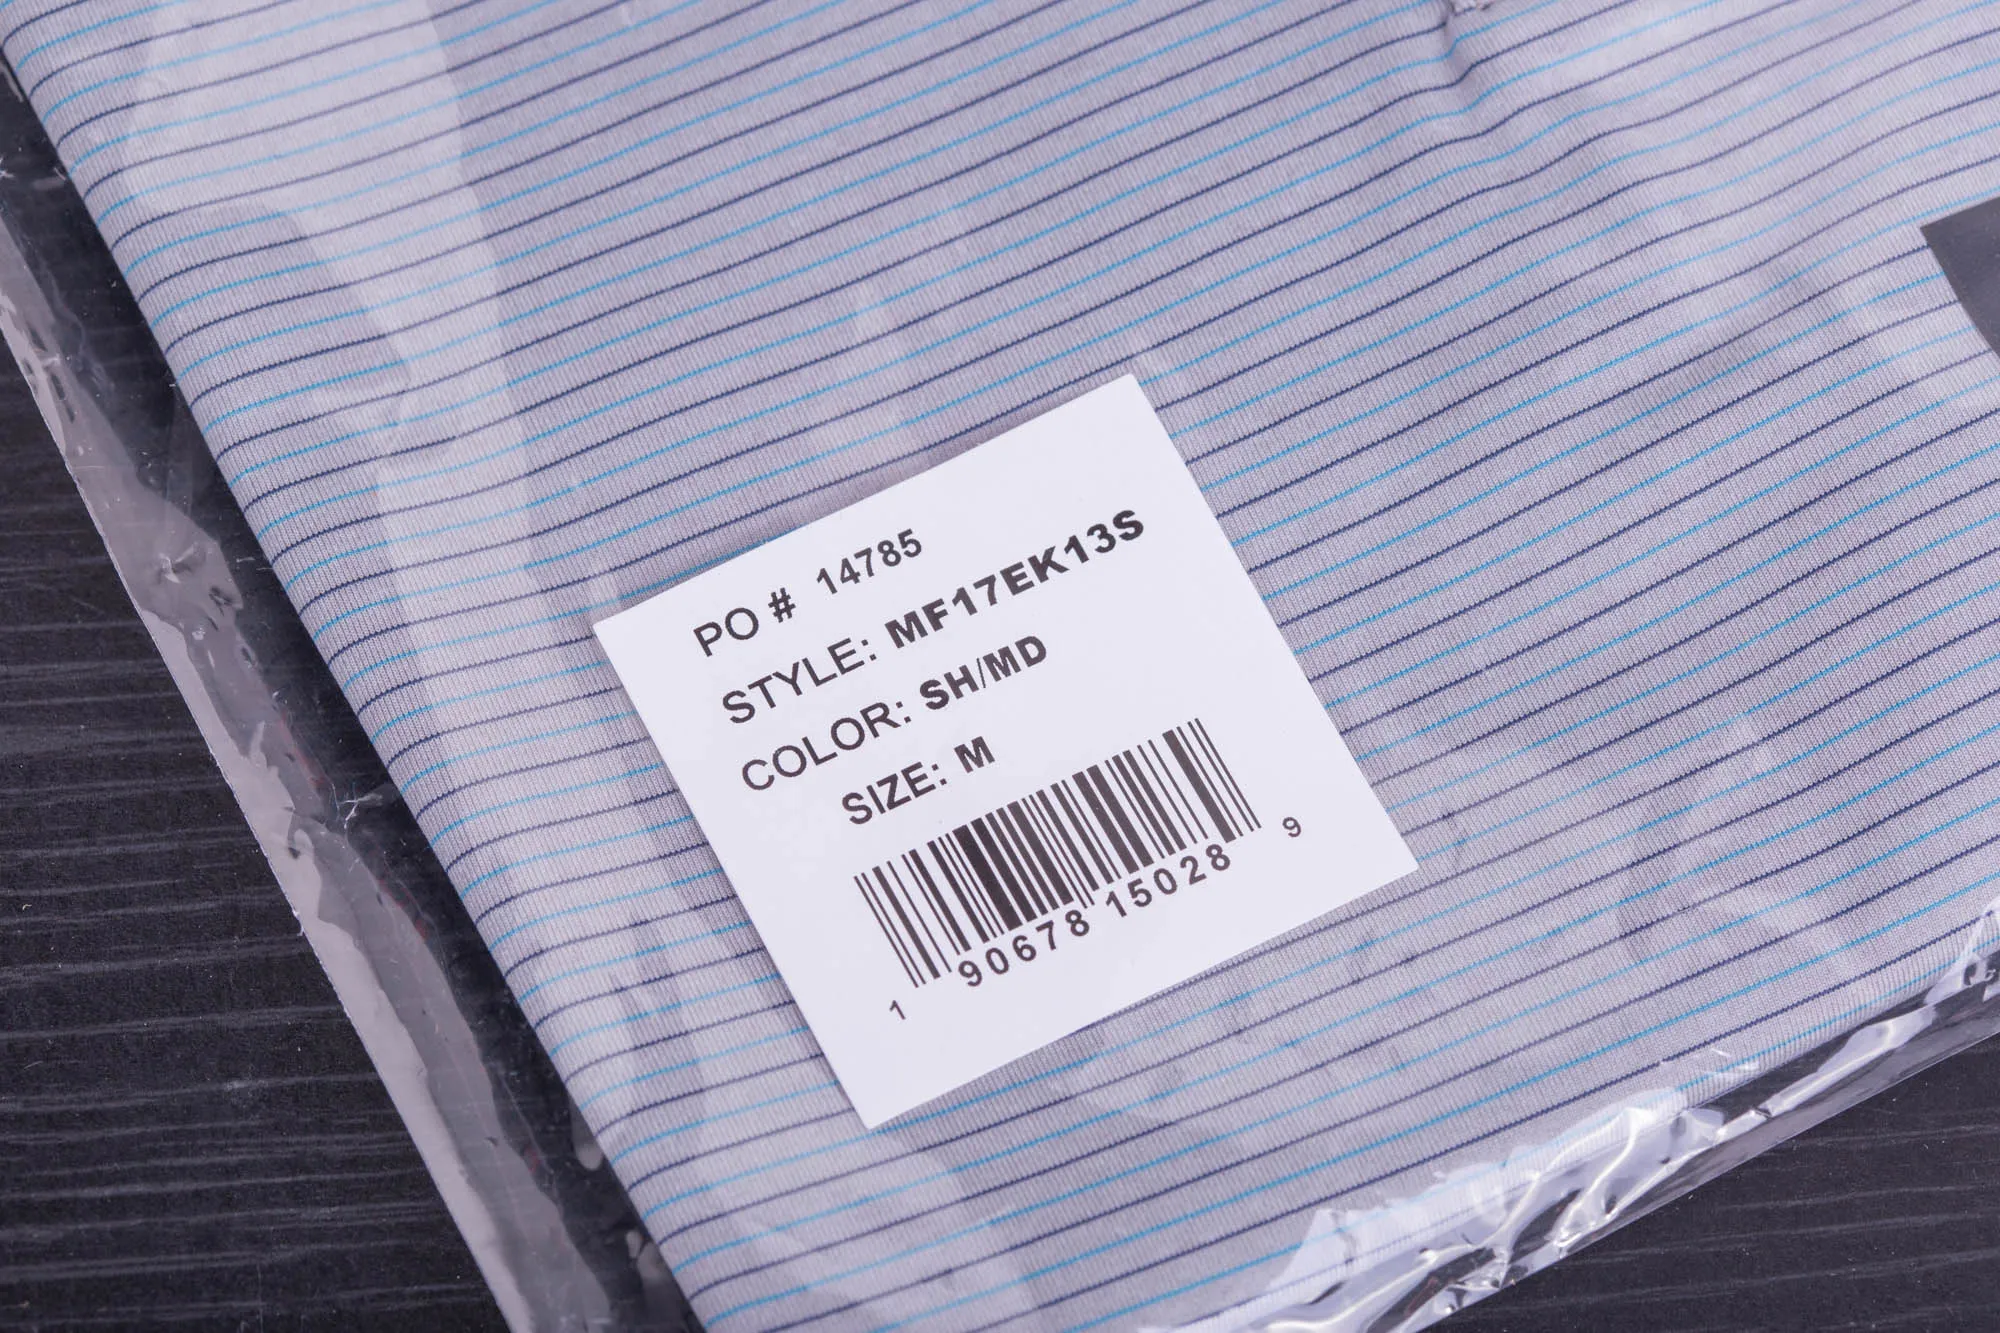 PO # 14785
STYLE: MF17EK13S
COLOR: SH/MD
SIZE: M
1 90678 15028 9